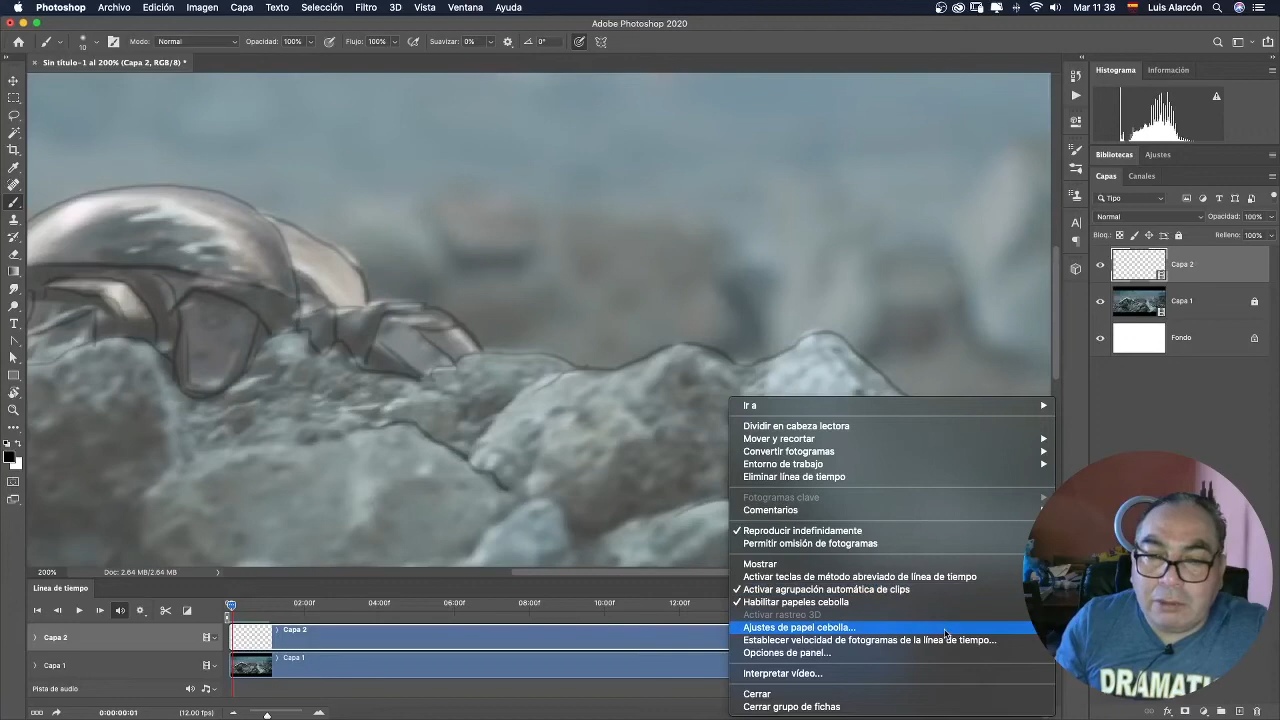 Photoshop Archivo Edición Imagen Capa Texto Selección Filtro 3D Vista Ventana Ayuda Mar 11 38 Luis Alarcón
Adobe Photoshop 2020
10 Modo: Normal Opacidad: 100% Flujo: 100% Suavizar: 0% 0°
Sin título-1 al 200% (Capa 2, RGB/8) *
Histograma Información
Bibliotecas Ajustes
Capas Canales
Tipo
Normal Opacidad: 100%
Bloq.: Relleno: 100%
Capa 2
Capa 1
Fondo
Ir a
Dividir en cabeza lectora
Mover y recortar
Convertir fotogramas
Entorno de trabajo
Eliminar línea de tiempo
Fotogramas clave
Comentarios
Reproducir indefinidamente
Permitir omisión de fotogramas
Mostrar
Activar teclas de método abreviado de línea de tiempo
Activar agrupación automática de clips
Habilitar papeles cebolla
Activar rastreo 3D
Ajustes de papel cebolla...
Establecer velocidad de fotogramas de la línea de tiempo...
Opciones de panel...
Interpretar vídeo...
Cerrar
Cerrar grupo de fichas
200% Doc: 2.64 MB/2.64 MB
Línea de tiempo
02:00f 04:00f 06:00f 08:00f 10:00f 12:00f
Capa 2 Capa 2
Capa 1 Capa 1
Pista de audio
0:00:00:01 (12.00 fps)
DRAMATI